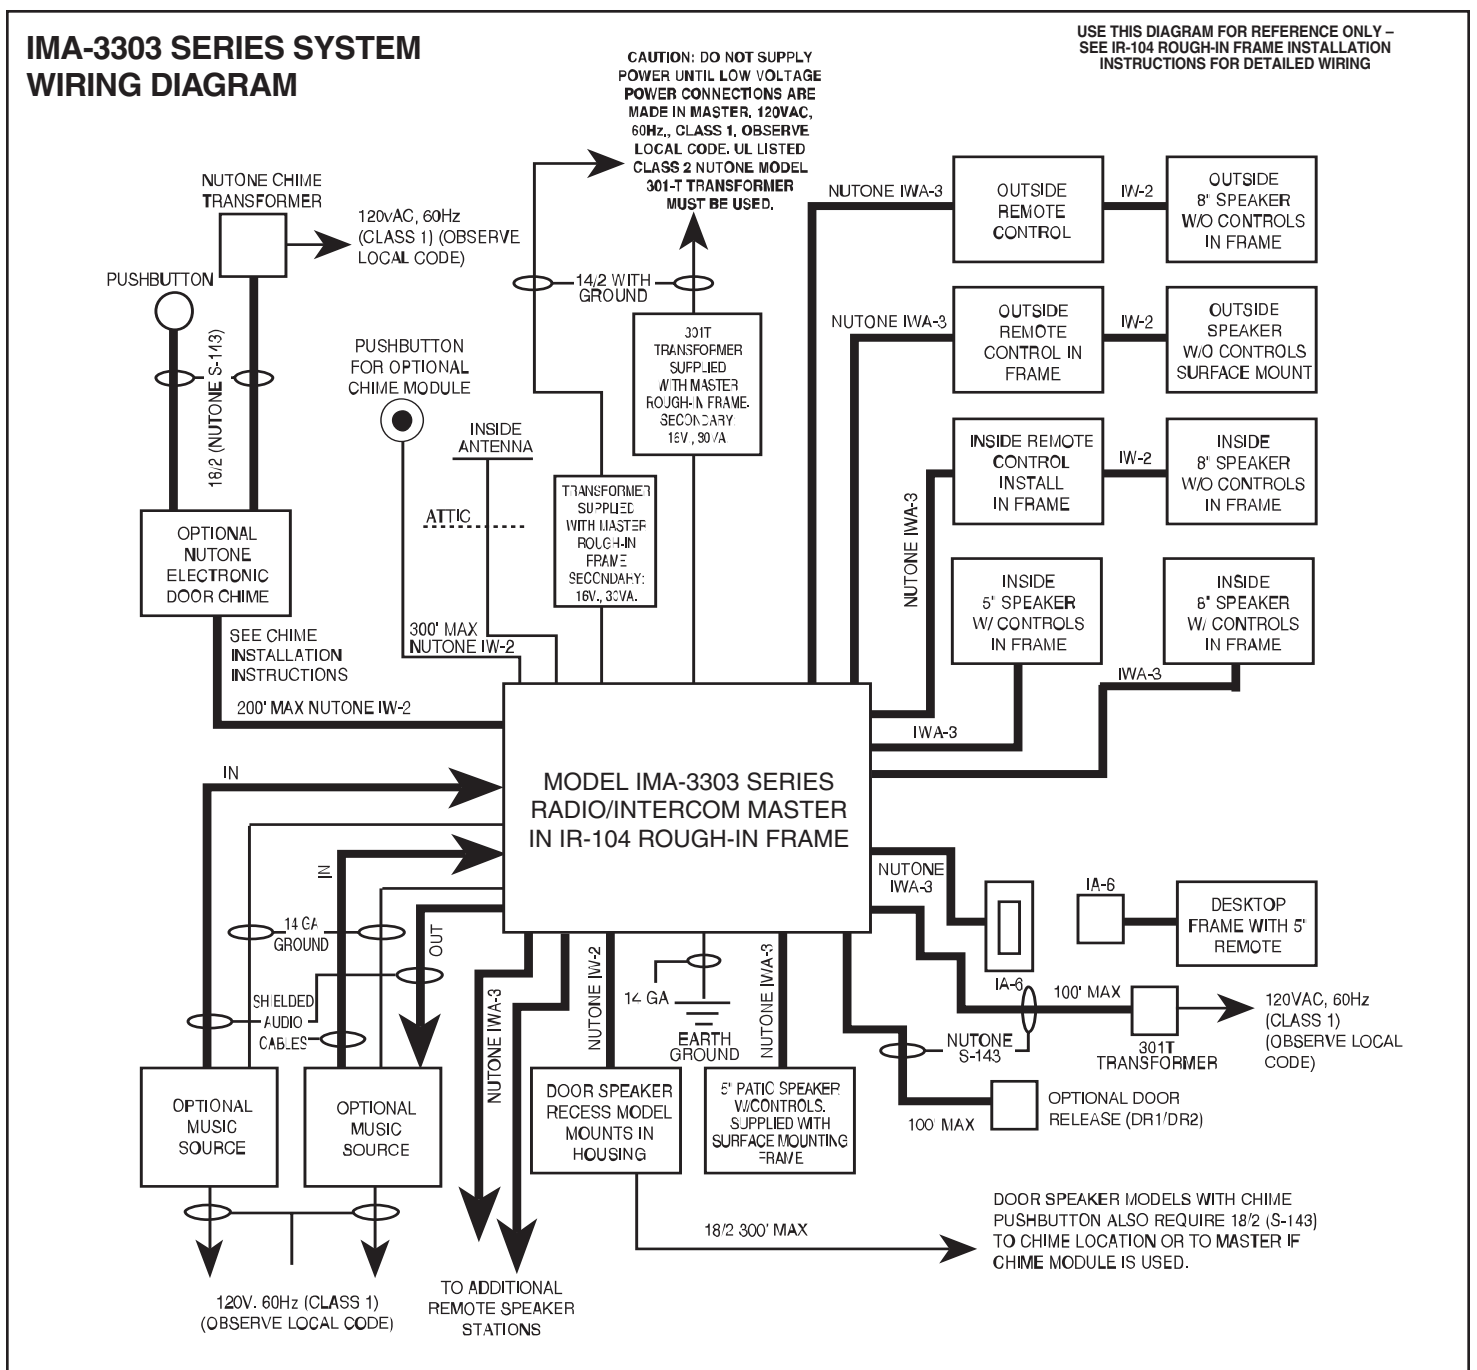 IMA-3303 SERIES SYSTEM
WIRING DIAGRAM
USE THIS DIAGRAM FOR REFERENCE ONLY –
SEE IR-104 ROUGH-IN FRAME INSTALLATION
INSTRUCTIONS FOR DETAILED WIRING
CAUTION: DO NOT SUPPLY
POWER UNTIL LOW VOLTAGE
POWER CONNECTIONS ARE
MADE IN MASTER, 120VAC,
60Hz., CLASS 1, OBSERVE
LOCAL CODE. UL LISTED
CLASS 2 NUTONE MODEL
301-T TRANSFORMER
MUST BE USED.
NUTONE CHIME
TRANSFORMER
120vAC, 60Hz
(CLASS 1) (OBSERVE
LOCAL CODE)
PUSHBUTTON
18/2 (NUTONE S-143)
OPTIONAL
NUTONE
ELECTRONIC
DOOR CHIME
SEE CHIME
INSTALLATION
INSTRUCTIONS
200' MAX NUTONE IW-2
PUSHBUTTON
FOR OPTIONAL
CHIME MODULE
INSIDE
ANTENNA
ATTIC
300' MAX
NUTONE IW-2
14/2 WITH
GROUND
TRANSFORMER
SUPPLIED
WITH MASTER
ROUGH-IN
FRAME
SECONDARY:
16V., 30VA.
301T
TRANSFORMER
SUPPLIED
WITH MASTER
ROUGH-IN FRAME.
SECONDARY:
16V., 30VA
NUTONE IWA-3
OUTSIDE
REMOTE
CONTROL
IW-2
OUTSIDE
8" SPEAKER
W/O CONTROLS
IN FRAME
NUTONE IWA-3
OUTSIDE
REMOTE
CONTROL IN
FRAME
IW-2
OUTSIDE
SPEAKER
W/O CONTROLS
SURFACE MOUNT
NUTONE IWA-3
INSIDE REMOTE
CONTROL
INSTALL
IN FRAME
IW-2
INSIDE
8" SPEAKER
W/O CONTROLS
IN FRAME
INSIDE
5" SPEAKER
W/ CONTROLS
IN FRAME
IWA-3
INSIDE
8" SPEAKER
W/ CONTROLS
IN FRAME
IWA-3
MODEL IMA-3303 SERIES
RADIO/INTERCOM MASTER
IN IR-104 ROUGH-IN FRAME
IN
IN
OUT
14 GA
GROUND
SHIELDED
AUDIO
CABLES
OPTIONAL
MUSIC
SOURCE
OPTIONAL
MUSIC
SOURCE
120V. 60Hz (CLASS 1)
(OBSERVE LOCAL CODE)
NUTONE IWA-3
TO ADDITIONAL
REMOTE SPEAKER
STATIONS
NUTONE IW-2
DOOR SPEAKER
RECESS MODEL
MOUNTS IN
HOUSING
14 GA
EARTH
GROUND
NUTONE IWA-3
5" PATIO SPEAKER
W/CONTROLS.
SUPPLIED WITH
SURFACE MOUNTING
FRAME
18/2 300' MAX
DOOR SPEAKER MODELS WITH CHIME
PUSHBUTTON ALSO REQUIRE 18/2 (S-143)
TO CHIME LOCATION OR TO MASTER IF
CHIME MODULE IS USED.
NUTONE
IWA-3
IA-6
IA-6
DESKTOP
FRAME WITH 5"
REMOTE
100' MAX
301T
TRANSFORMER
120VAC, 60Hz
(CLASS 1)
(OBSERVE LOCAL
CODE)
NUTONE
S-143
100' MAX
OPTIONAL DOOR
RELEASE (DR1/DR2)